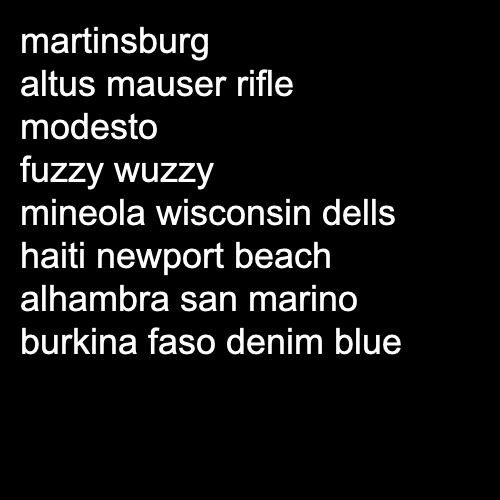 martinsburg
altus mauser rifle
modesto
fuzzy wuzzy
mineola wisconsin dells
haiti newport beach
alhambra san marino
burkina faso denim blue